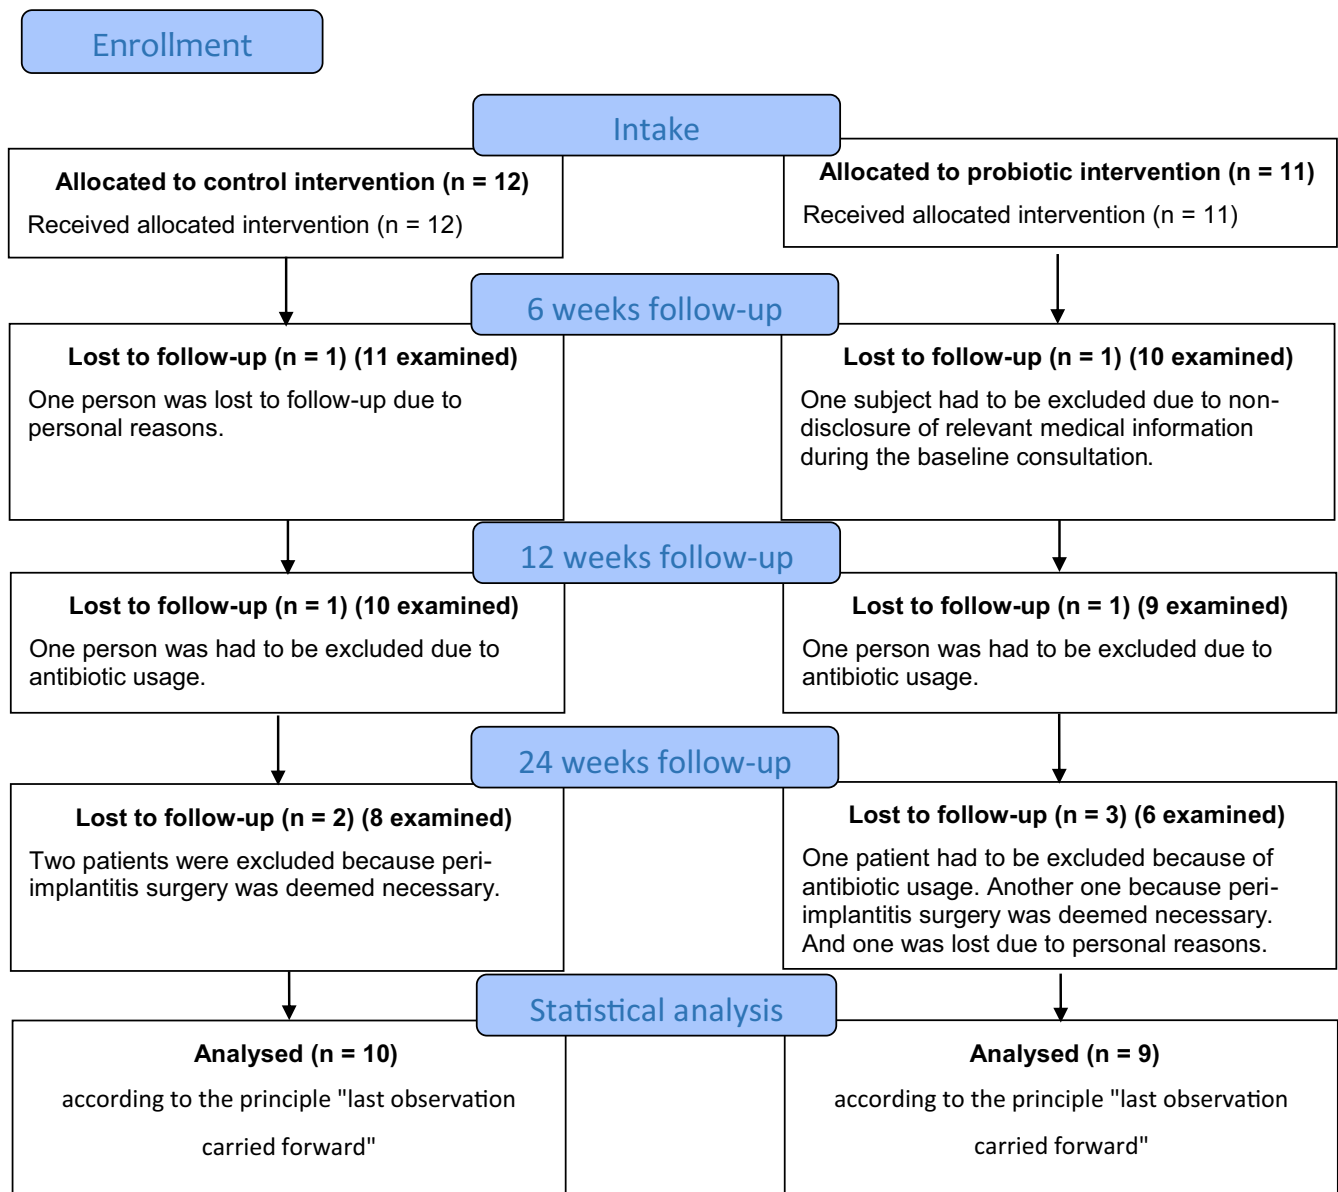 Enrollment
Intake
Allocated to control intervention (n = 12)
Received allocated intervention (n = 12)
Allocated to probiotic intervention (n = 11)
Received allocated intervention (n = 11)
6 weeks follow-up
Lost to follow-up (n = 1) (11 examined)
One person was lost to follow-up due to
personal reasons.
Lost to follow-up (n = 1) (10 examined)
One subject had to be excluded due to non-
disclosure of relevant medical information
during the baseline consultation.
12 weeks follow-up
Lost to follow-up (n = 1) (10 examined)
One person was had to be excluded due to
antibiotic usage.
Lost to follow-up (n = 1) (9 examined)
One person was had to be excluded due to
antibiotic usage.
24 weeks follow-up
Lost to follow-up (n = 2) (8 examined)
Two patients were excluded because peri-
implantitis surgery was deemed necessary.
Lost to follow-up (n = 3) (6 examined)
One patient had to be excluded because of
antibiotic usage. Another one because peri-
implantitis surgery was deemed necessary.
And one was lost due to personal reasons.
Statistical analysis
Analysed (n = 10)
according to the principle "last observation
carried forward"
Analysed (n = 9)
according to the principle "last observation
carried forward"